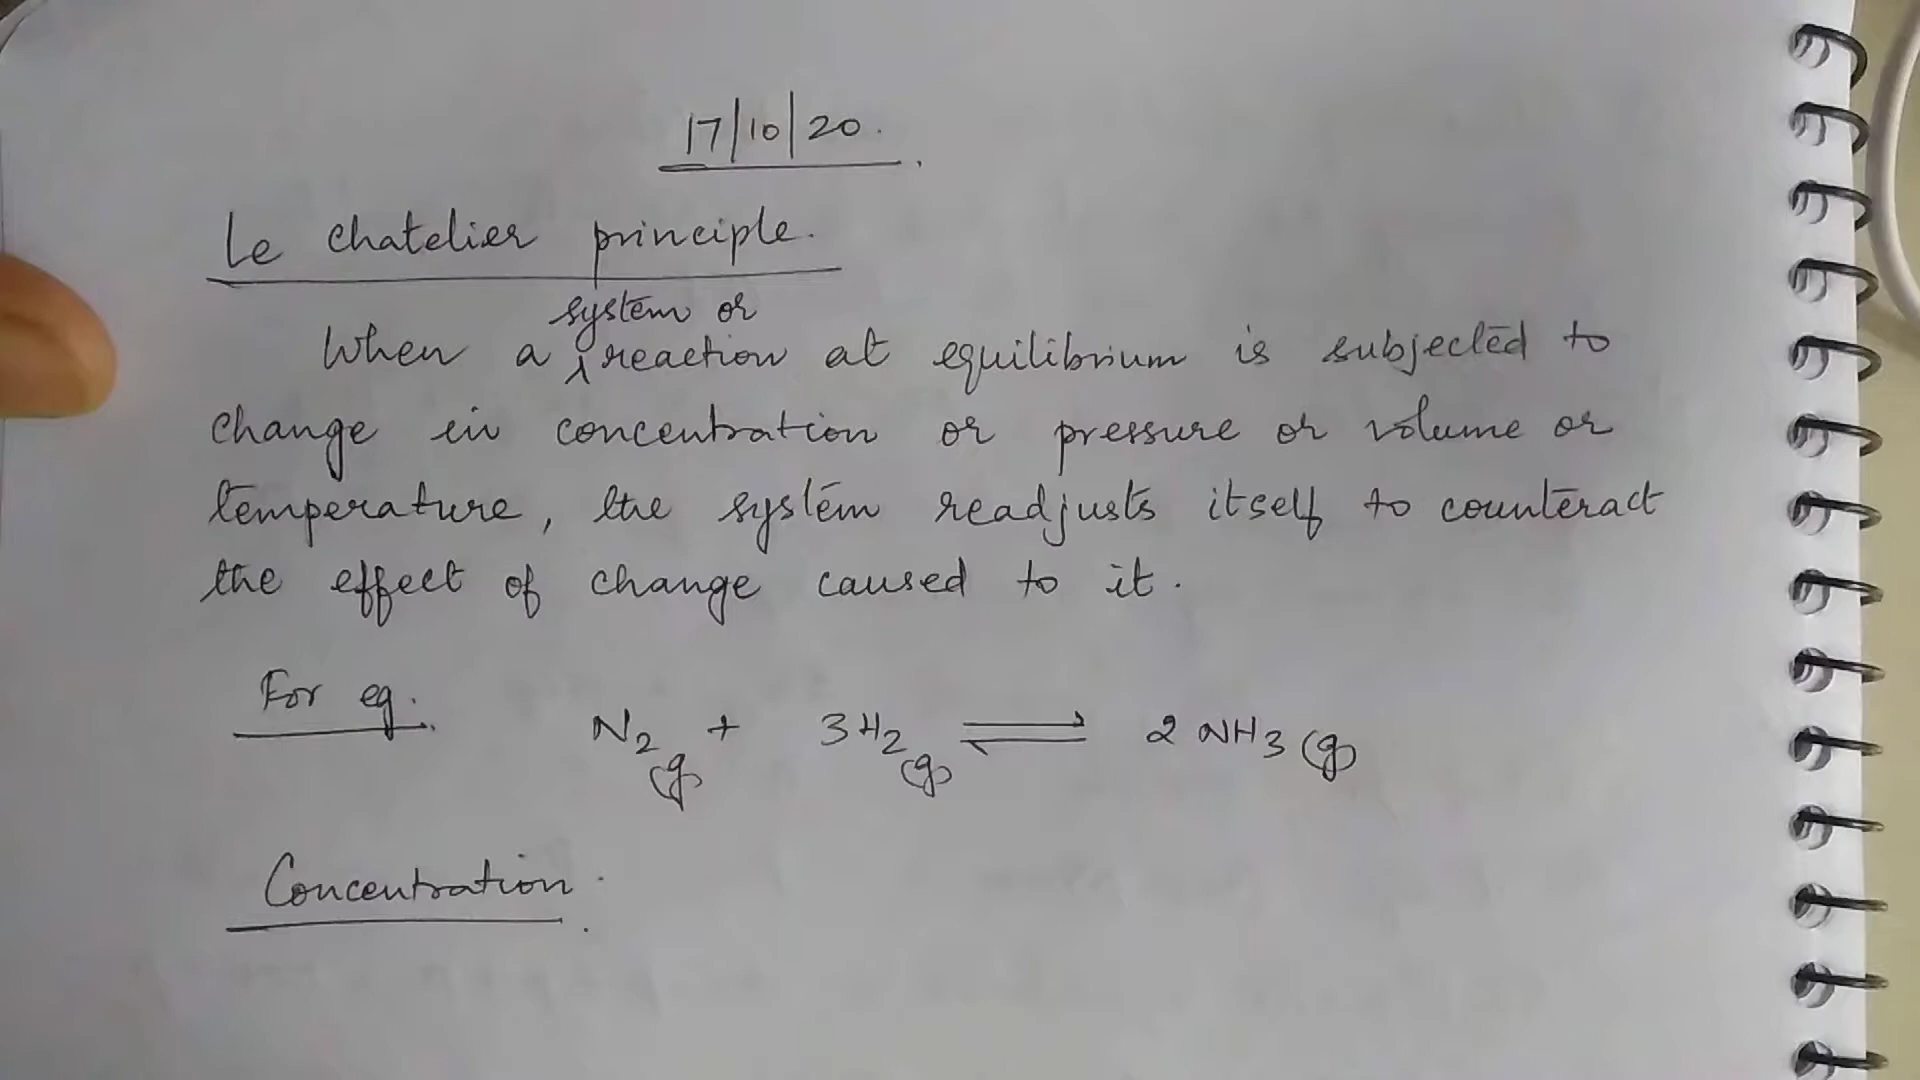 17/10/20.
Le chatelier principle.
system or
When a ⁁ reaction at equilibrium is subjected to
change in concentration or pressure or volume or
temperature, the system readjusts itself to counteract
the effect of change caused to it.
For eg.
N₂(g) + 3H₂(g) ⇌ 2NH₃(g)
Concentration.